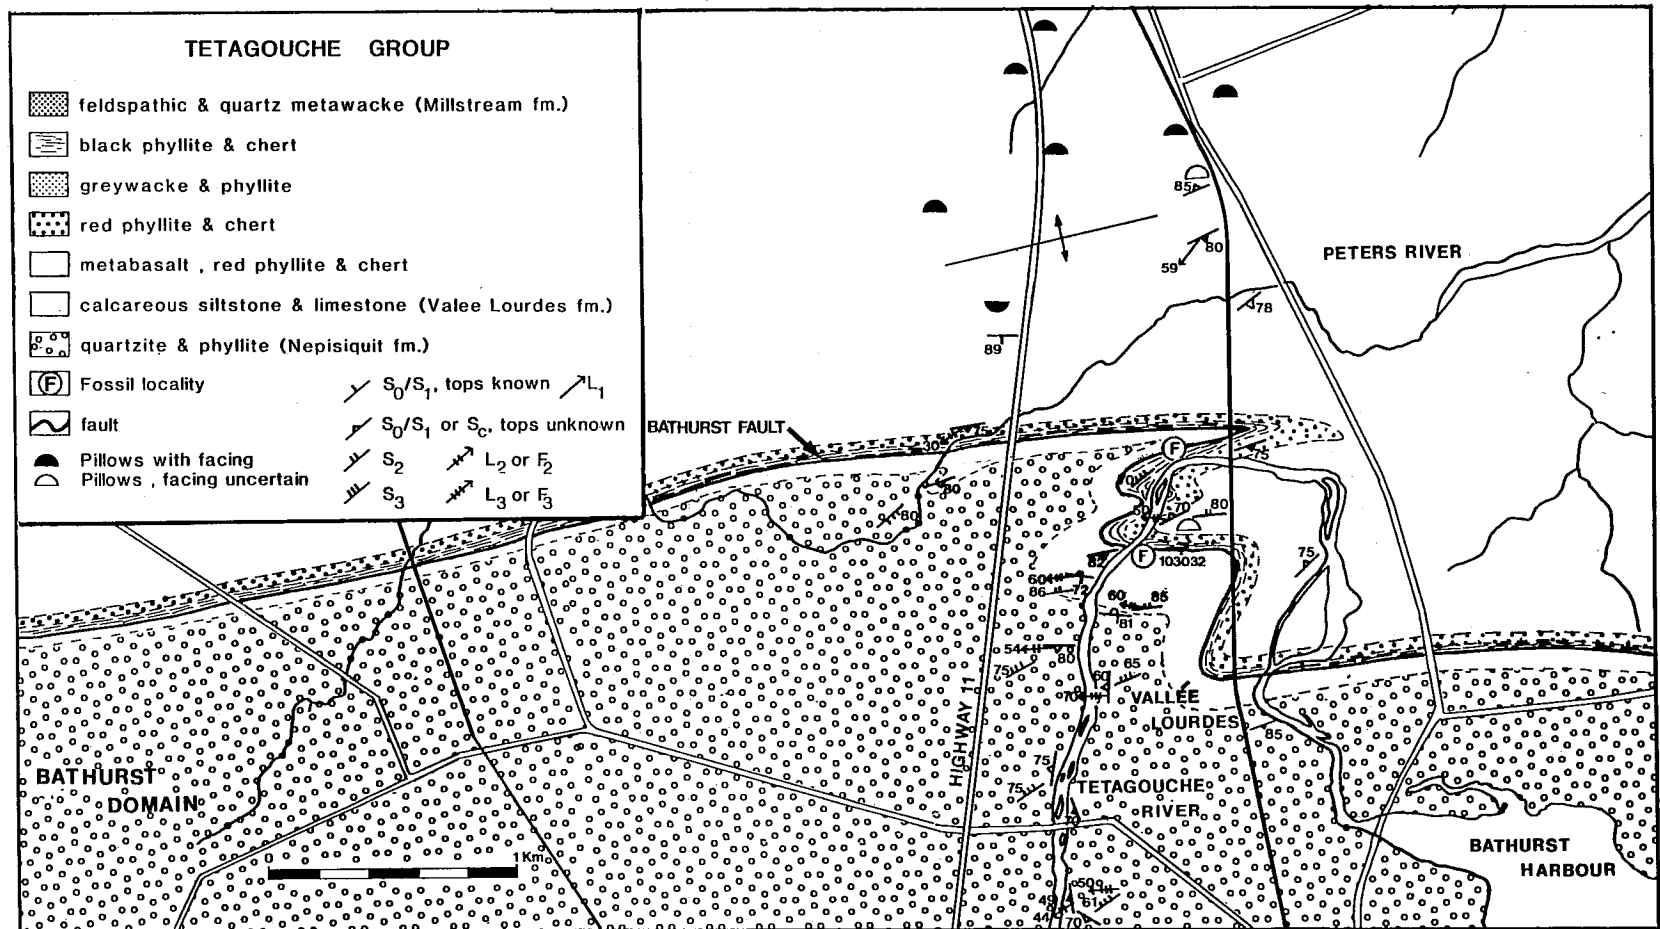 TETAGOUCHE GROUP
feldspathic & quartz metawacke (Millstream fm.)
black phyllite & chert
greywacke & phyllite
red phyllite & chert
metabasalt , red phyllite & chert
calcareous siltstone & limestone (Valee Lourdes fm.)
quartzite & phyllite (Nepisiquit fm.)
F Fossil locality
S0/S1, tops known L1
fault
S0/S1 or Sc, tops unknown
Pillows with facing
S2 L2 or F2
Pillows , facing uncertain
S3 L3 or F3
85
80
59
PETERS RIVER
78
89
BATHURST FAULT
30
75
F
75
80
70
80
50
70
80
F
103032
82
75
60
86
72
60
85
81
54
80
75
65
60
70
VALLEE
LOURDES
85
HIGHWAY 11
75
75
TETAGOUCHE
RIVER
70
BATHURST
DOMAIN
0 1Km.
BATHURST
HARBOUR
50
61
49
44
70